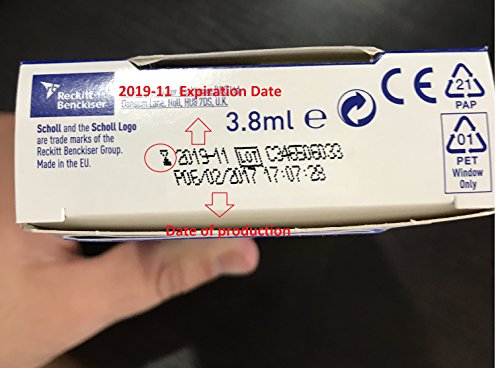 Reckitt
Benckiser
2019-11 Expiration Date
Lane, Hull, HU8 7DS, U.K.
Scholl and the Scholl Logo
are trade marks of the
Reckitt Benckiser Group.
Made in the EU.
3.8ml e
2019-11 LOT C346506033
P06/02/2017 17:07:28
Date of production
CE
21
PAP
01
PET
Window
Only